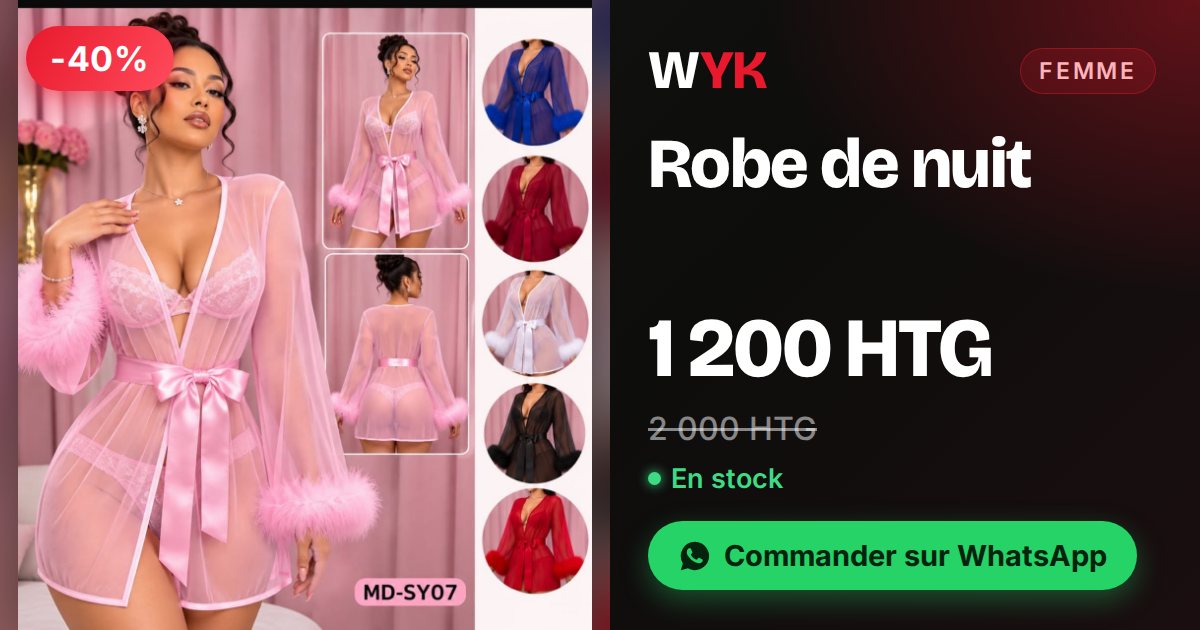 -40%
MD-SY07
WYK
FEMME
Robe de nuit
1 200 HTG
2 000 HTG
En stock
Commander sur WhatsApp